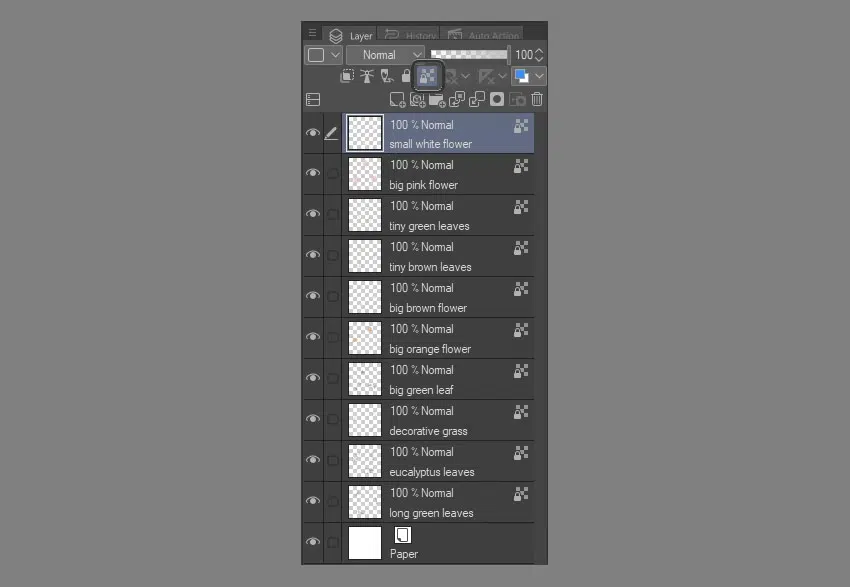 Layer History Auto Action
Normal 100
100 % Normal
small white flower
100 % Normal
big pink flower
100 % Normal
tiny green leaves
100 % Normal
tiny brown leaves
100 % Normal
big brown flower
100 % Normal
big orange flower
100 % Normal
big green leaf
100 % Normal
decorative grass
100 % Normal
eucalyptus leaves
100 % Normal
long green leaves
Paper